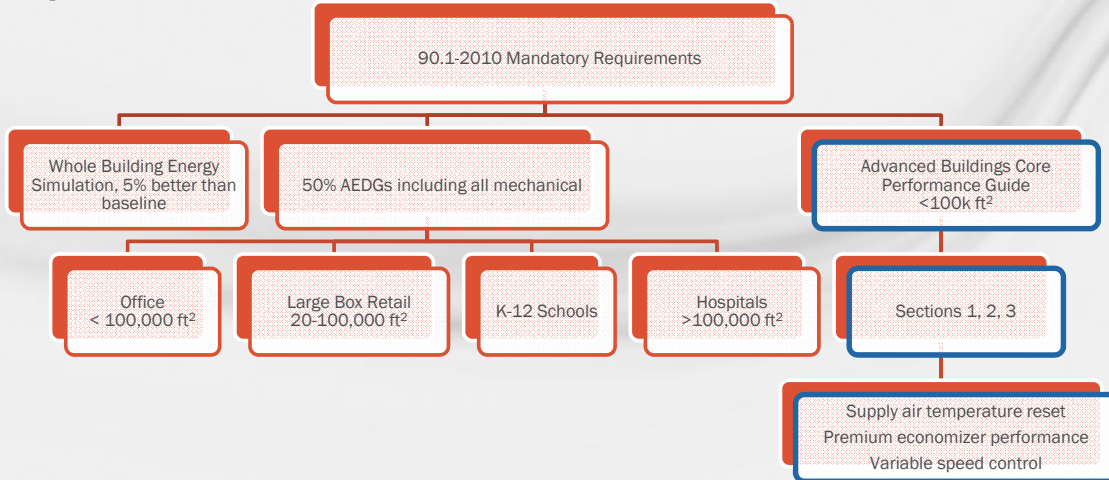 90.1-2010 Mandatory Requirements
Whole Building Energy
Simulation, 5% better than
baseline
50% AEDGs including all mechanical
Advanced Buildings Core
Performance Guide
<100k ft²
Office
< 100,000 ft²
Large Box Retail
20-100,000 ft²
K-12 Schools
Hospitals
>100,000 ft²
Sections 1, 2, 3
Supply air temperature reset
Premium economizer performance
Variable speed control